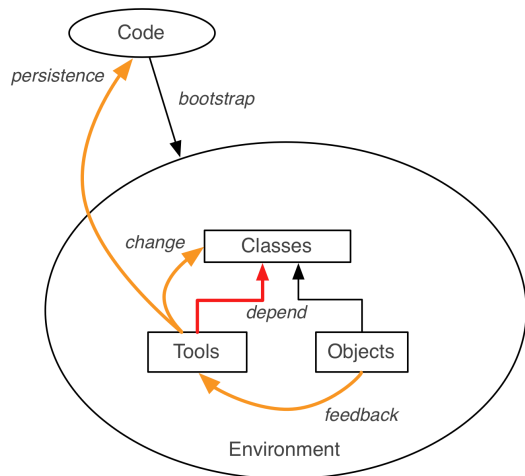 Code
persistence
bootstrap
change
Classes
depend
Tools
Objects
feedback
Environment